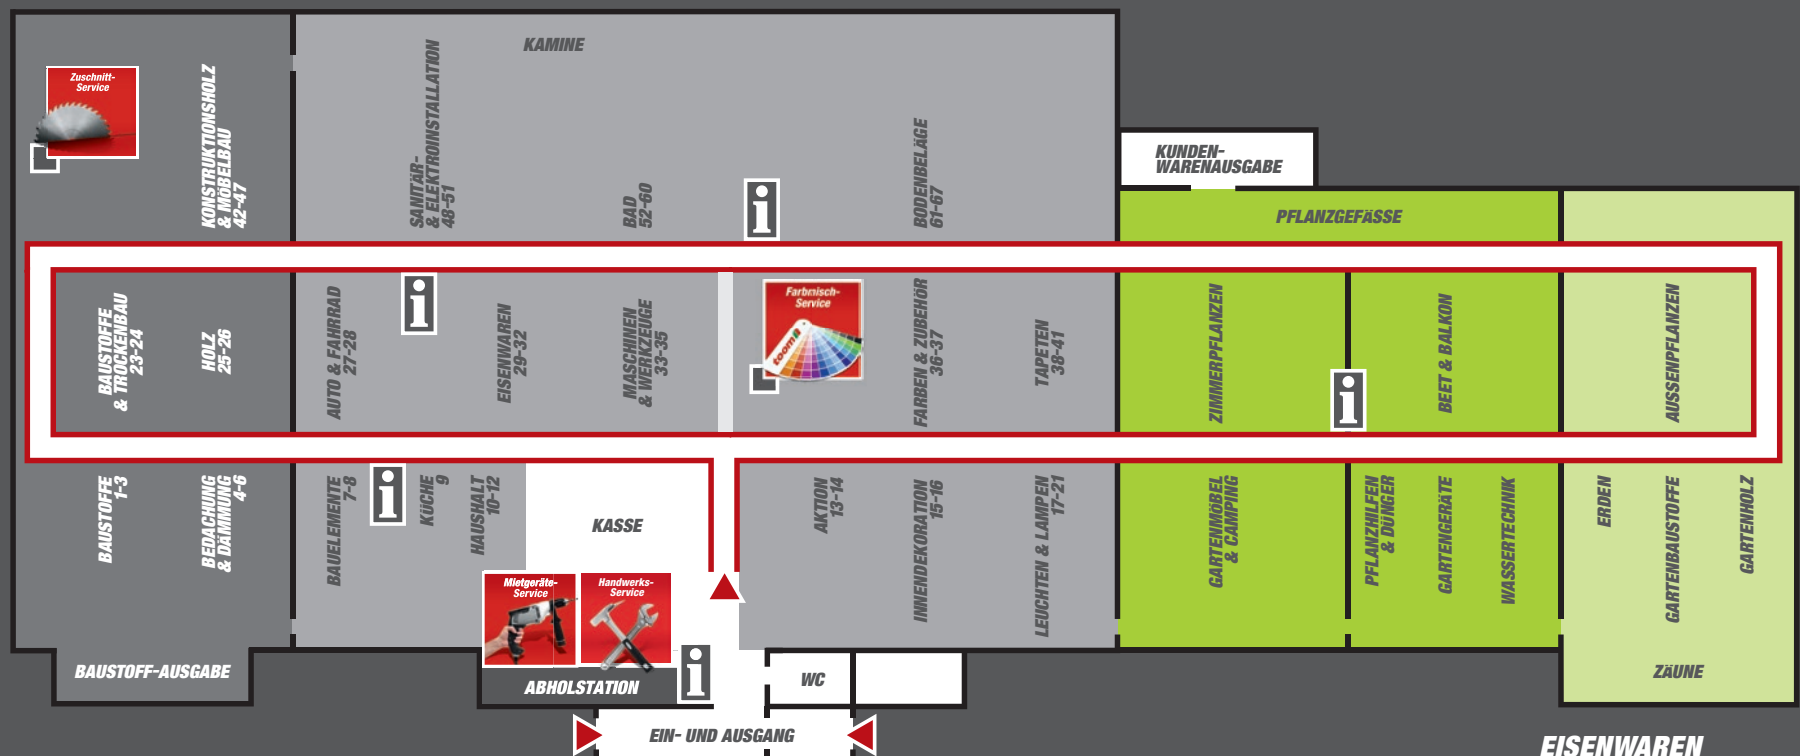 KAMINE
Zuschnitt-
Service
KONSTRUKTIONSHOLZ
& MÖBELBAU
42-47
SANITÄR-
& ELEKTROINSTALLATION
48-51
BAD
52-60
i
BODENBELÄGE
61-67
KUNDEN-
WARENAUSGABE
PFLANZGEFÄSSE
BAUSTOFFE
& TROCKENBAU
23-24
HOLZ
25-26
AUTO & FAHRRAD
27-28
i
EISENWAREN
29-32
MASCHINEN
& WERKZEUGE
33-35
Farbmisch-
Service
toom
FARBEN & ZUBEHÖR
36-37
TAPETEN
38-41
ZIMMERPFLANZEN
i
BEET & BALKON
AUSSENPFLANZEN
BAUSTOFFE
1-3
BEDACHUNG
& DÄMMUNG
4-6
BAUELEMENTE
7-8
i
KÜCHE
9
HAUSHALT
10-12
KASSE
AKTION
13-14
INNENDEKORATION
15-16
LEUCHTEN & LAMPEN
17-21
GARTENMÖBEL
& CAMPING
PFLANZHILFEN
& DÜNGER
GARTENGERÄTE
WASSERTECHNIK
ERDEN
GARTENBAUSTOFFE
GARTENHOLZ
Mietgeräte-
Service
Handwerks-
Service
BAUSTOFF-AUSGABE
ABHOLSTATION
i
WC
ZÄUNE
EIN- UND AUSGANG
EISENWAREN